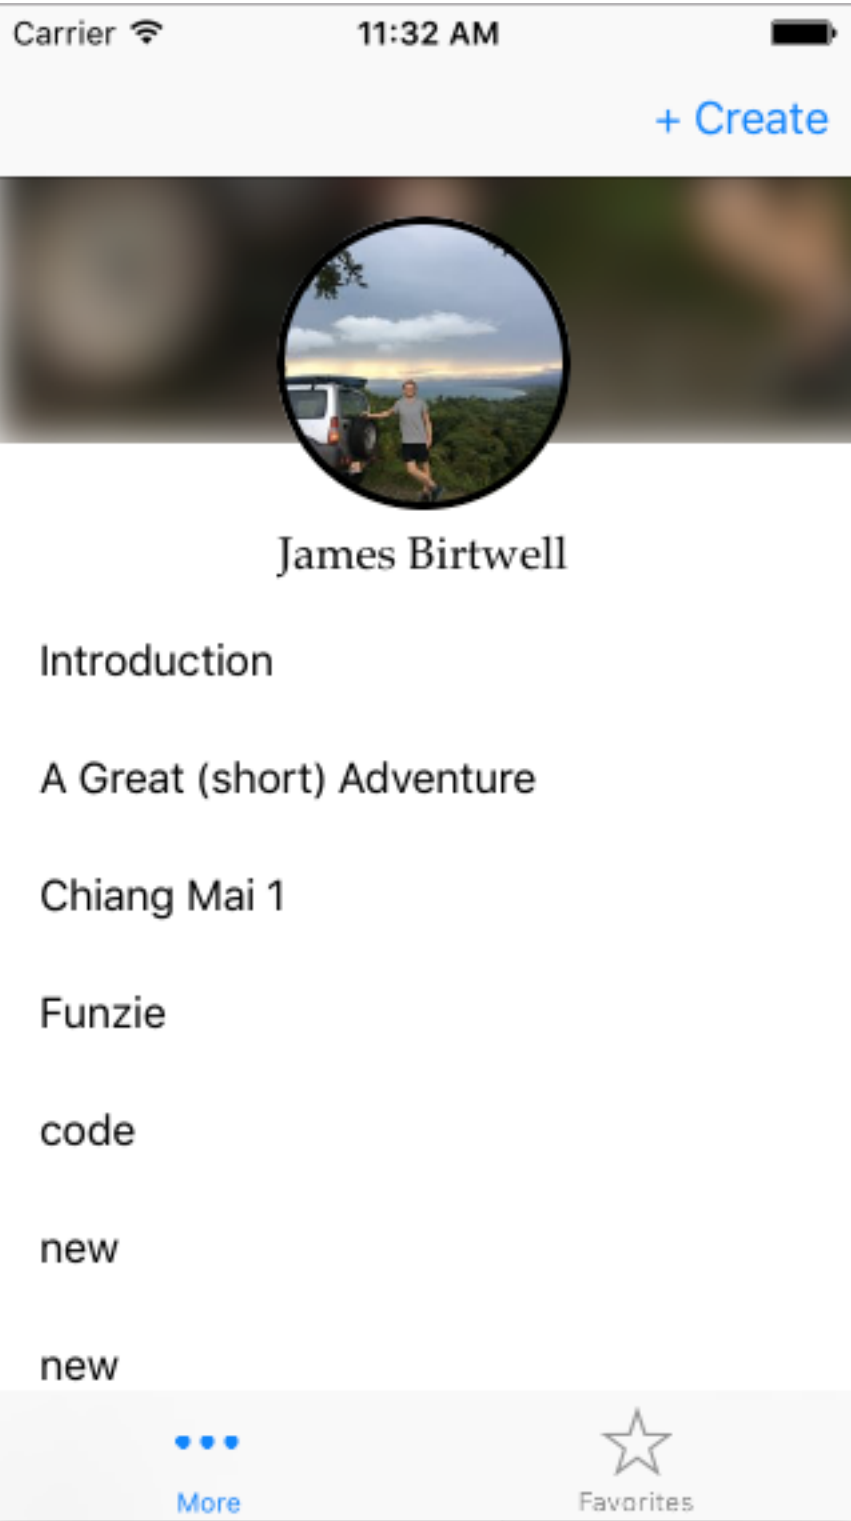 Carrier 11:32 AM
+ Create
James Birtwell
Introduction
A Great (short) Adventure
Chiang Mai 1
Funzie
code
new
new
More Favorites